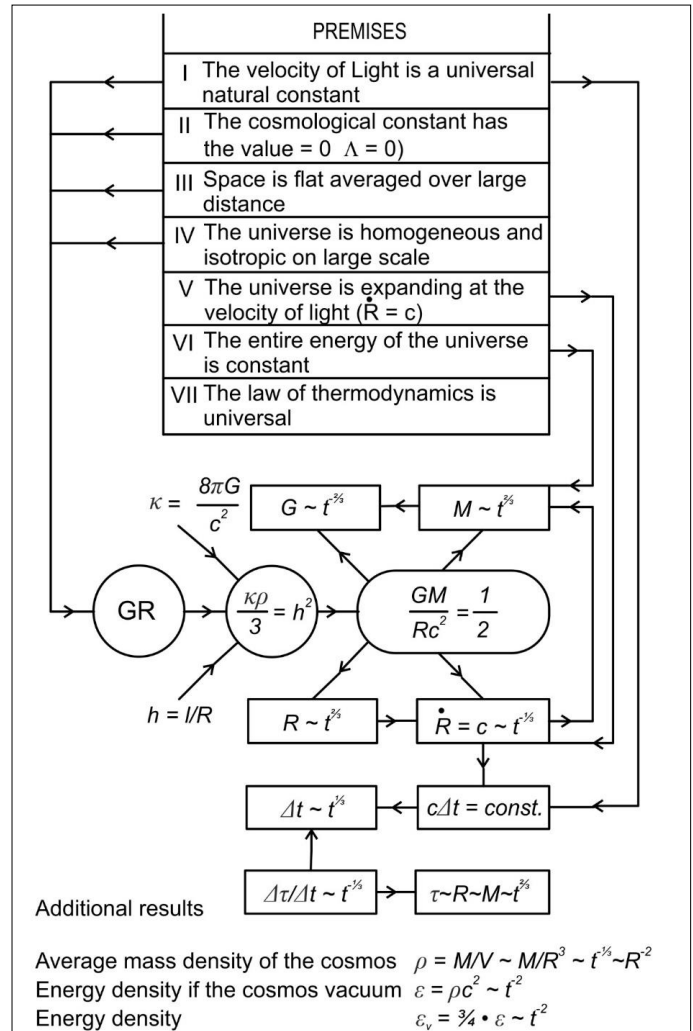 PREMISES
I The velocity of Light is a universal
natural constant
II The cosmological constant has
the value = 0 Λ = 0)
III Space is flat averaged over large
distance
IV The universe is homogeneous and
isotropic on large scale
V The universe is expanding at the
velocity of light (Ṙ = c)
VI The entire energy of the universe
is constant
VII The law of thermodynamics is
universal
κ = 8πG/c²
G ~ t^-⅔
M ~ t^⅔
GR
κρ/3 = h²
GM/Rc² = 1/2
h = l/R
R ~ t^⅔
Ṙ = c ~ t^-⅓
Δt ~ t^⅓
cΔt = const.
Δτ/Δt ~ t^-⅓
τ~R~M~t^⅔
Additional results
Average mass density of the cosmos ρ = M/V ~ M/R³ ~ t^-⅓~R^-2
Energy density if the cosmos vacuum ε = ρc² ~ t^-2
Energy density εᵥ = ¾ • ε ~ t^-2